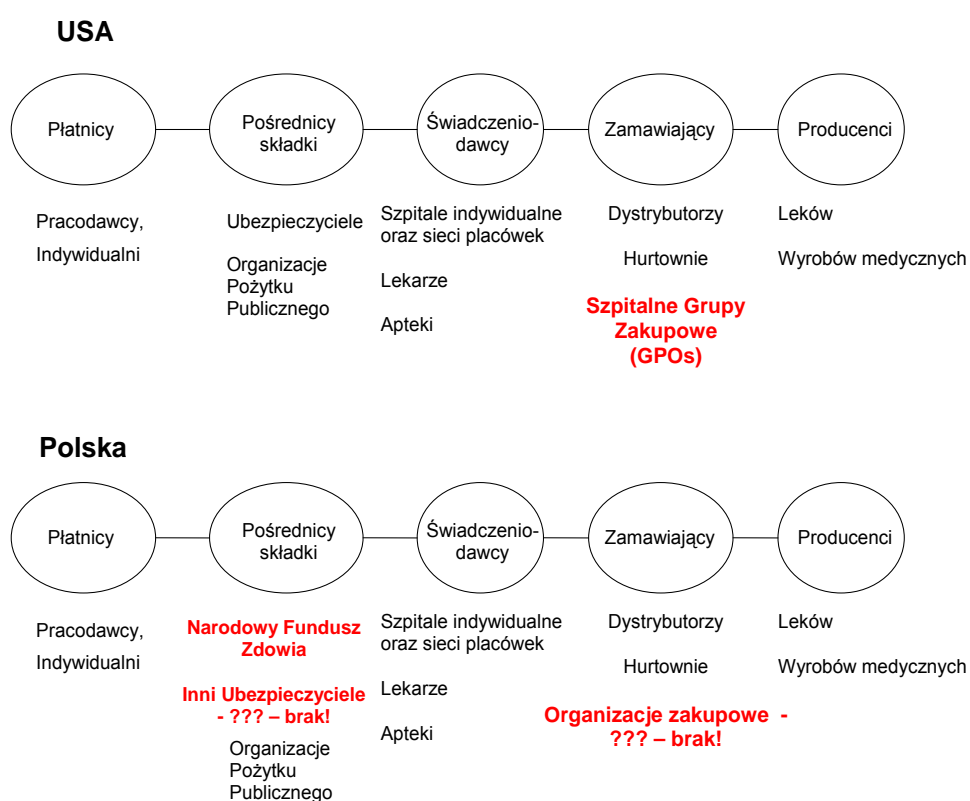 USA
Płatnicy
Pośrednicy
składki
Świadczenio-
dawcy
Zamawiający
Producenci
Pracodawcy,
Indywidualni
Ubezpieczyciele
Organizacje
Pożytku
Publicznego
Szpitale indywidualne
oraz sieci placówek
Lekarze
Apteki
Dystrybutorzy
Hurtownie
Szpitalne Grupy
Zakupowe
(GPOs)
Leków
Wyrobów medycznych
Polska
Płatnicy
Pośrednicy
składki
Świadczenio-
dawcy
Zamawiający
Producenci
Pracodawcy,
Indywidualni
Narodowy Fundusz
Zdowia
Inni Ubezpieczyciele
- ??? – brak!
Organizacje
Pożytku
Publicznego
Szpitale indywidualne
oraz sieci placówek
Lekarze
Apteki
Dystrybutorzy
Hurtownie
Organizacje zakupowe -
??? – brak!
Leków
Wyrobów medycznych